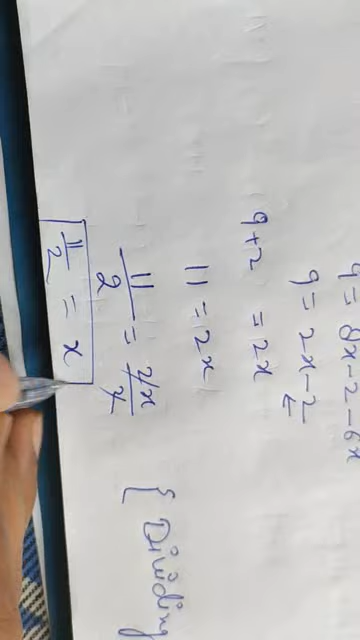 9 = 8x - 2 - 6x
9 = 2x - 2
9 + 2 = 2x
11 = 2x
11/2 = 2x/2 { Dividing
11/2 = x